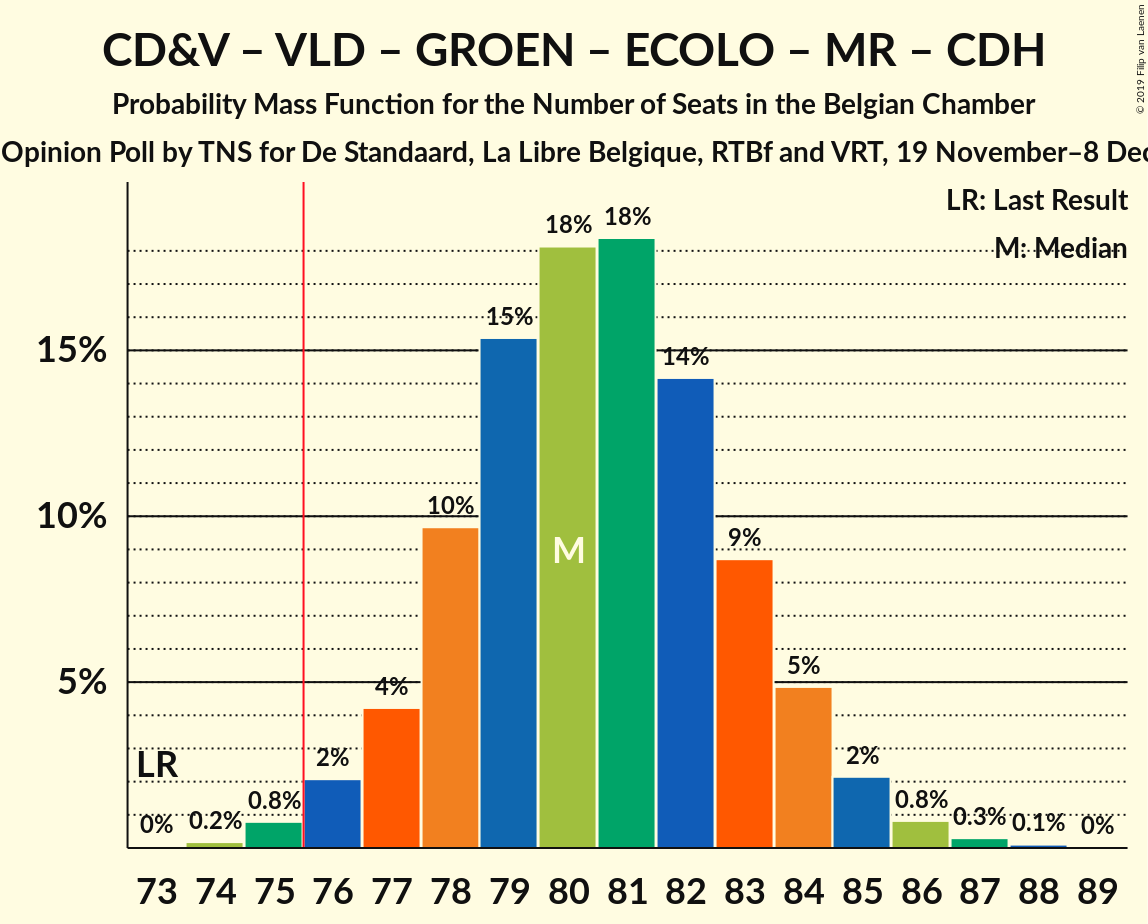 CD&V – VLD – GROEN – ECOLO – MR – CDH
Probability Mass Function for the Number of Seats in the Belgian Chamber
Opinion Poll by TNS for De Standaard, La Libre Belgique, RTBf and VRT, 19 November–8 Dec
© 2019 Filip van Laenen
LR: Last Result
M: Median
18% 18%
15%
15%
14%
10%
10%
9%
M
5%
5%
4%
LR
2% 2%
0% 0.2% 0.8% 0.8% 0.3% 0.1% 0%
73 74 75 76 77 78 79 80 81 82 83 84 85 86 87 88 89